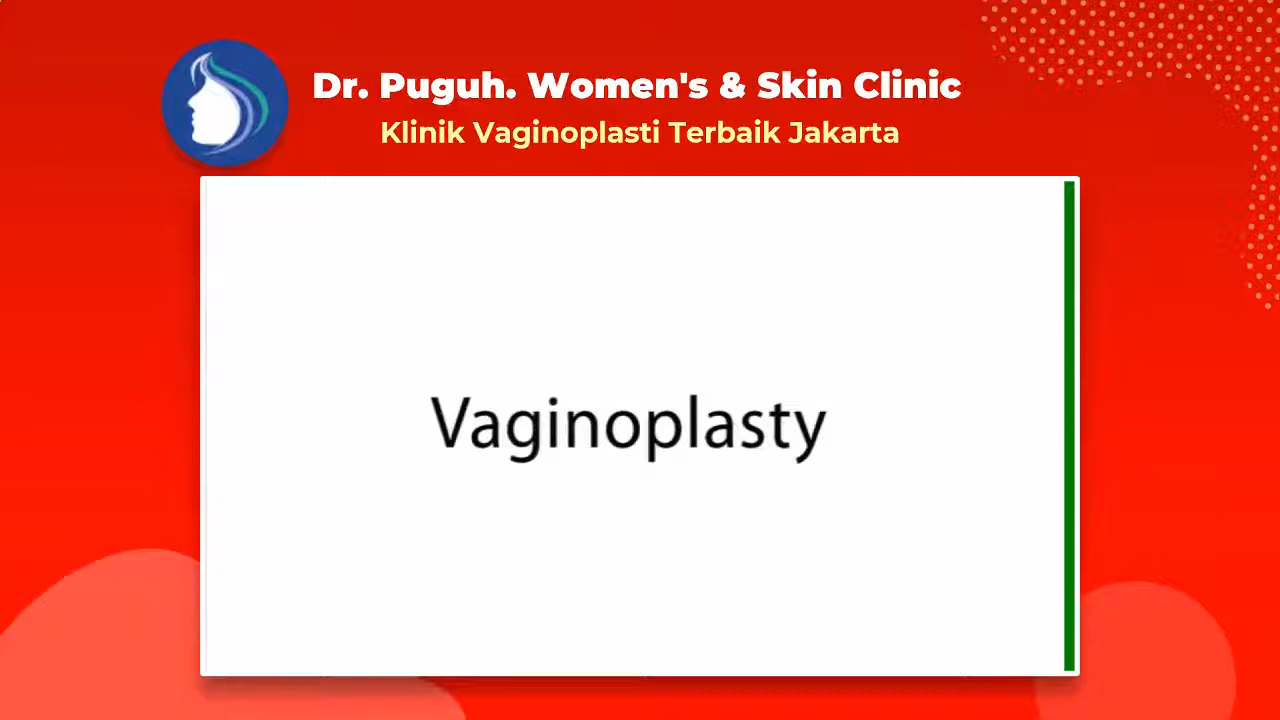 Dr. Puguh. Women's & Skin Clinic
Klinik Vaginoplasti Terbaik Jakarta
Vaginoplasty